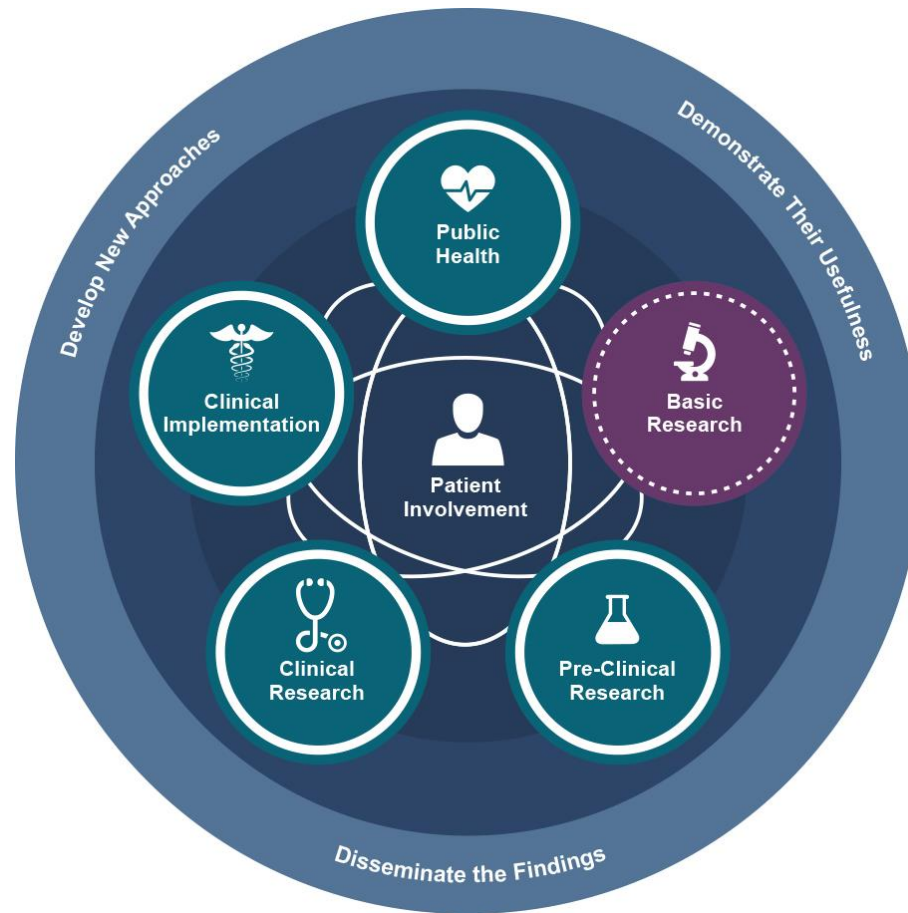 Develop New Approaches
Demonstrate Their Usefulness
Public
Health
Clinical
Implementation
Basic
Research
Patient
Involvement
Clinical
Research
Pre-Clinical
Research
Disseminate the Findings